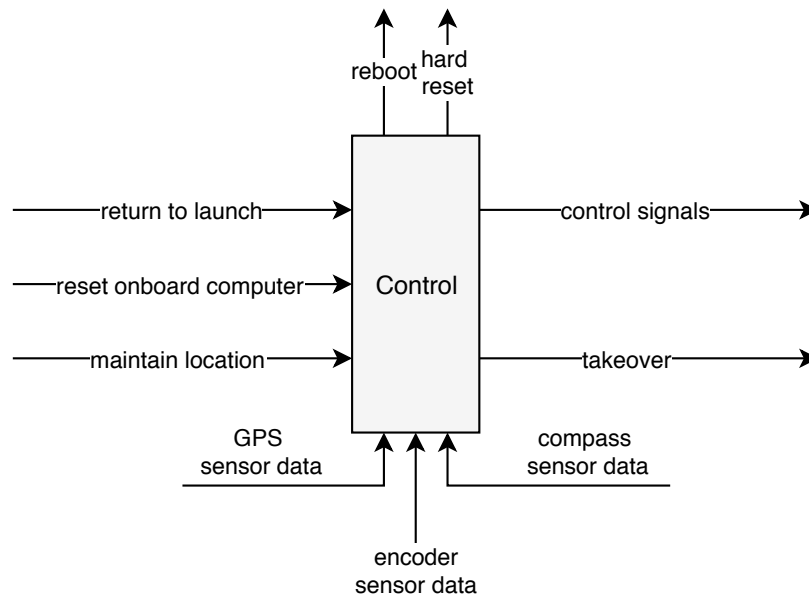 reboot
hard
reset
return to launch
control signals
reset onboard computer
Control
maintain location
takeover
GPS
sensor data
compass
sensor data
encoder
sensor data